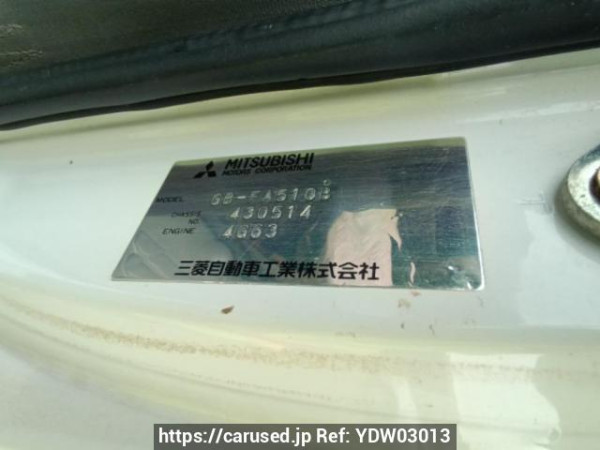 MITSUBISHI
MOTORS CORPORATION
MODEL GB-FA510B
CHASSIS NO 430514
ENGINE 4G63
三菱自動車工業株式会社
https://carused.jp Ref: YDW03013